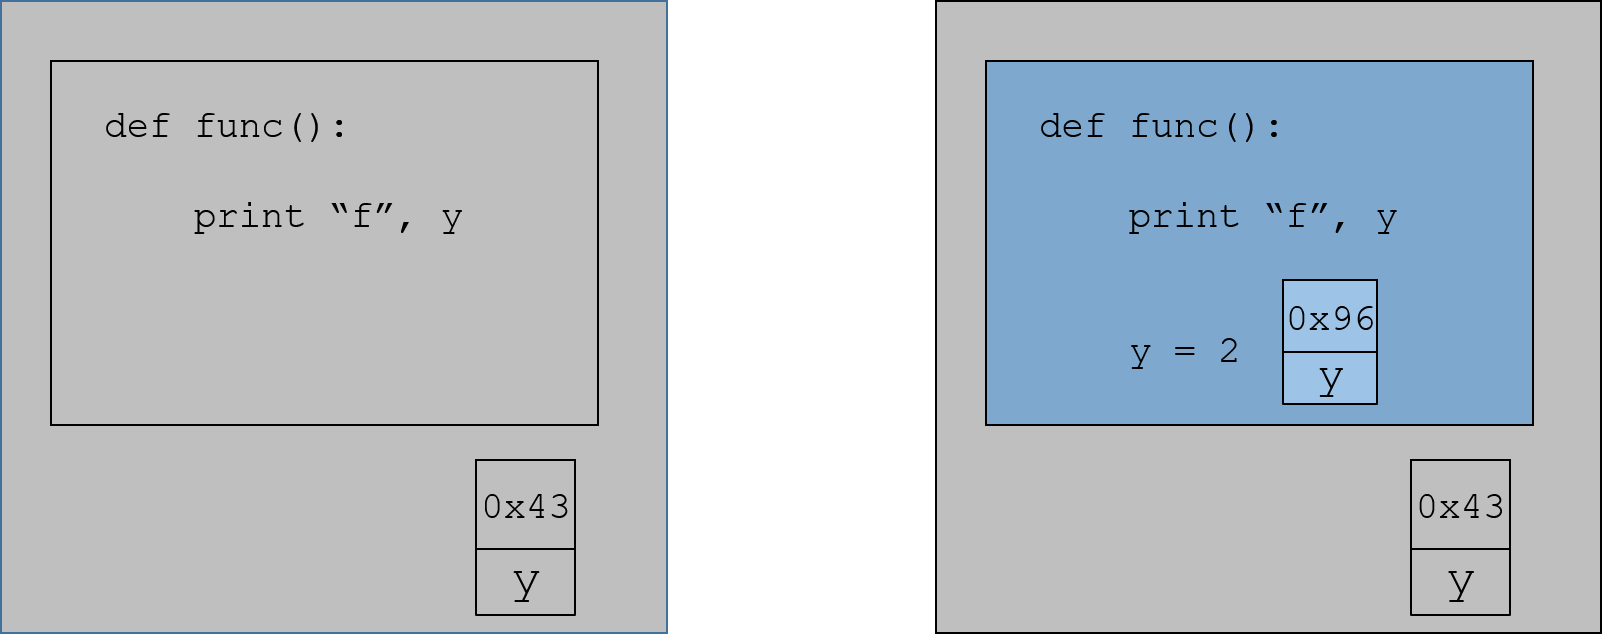 def func():
print “f”, y
0x43
y
def func():
print “f”, y
y = 2
0x96
y
0x43
y